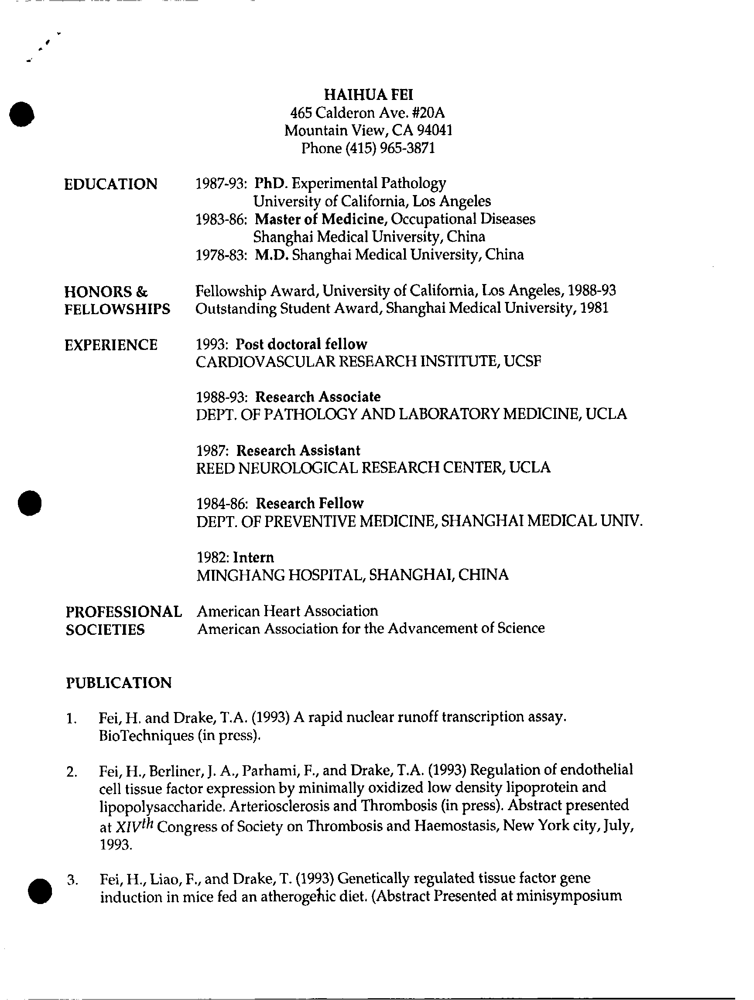 HAIHUA FEI
465 Calderon Ave. #20A
Mountain View, CA 94041
Phone (415) 965-3871
EDUCATION 1987-93: PhD. Experimental Pathology
University of California, Los Angeles
1983-86: Master of Medicine, Occupational Diseases
Shanghai Medical University, China
1978-83: M.D. Shanghai Medical University, China
HONORS & Fellowship Award, University of California, Los Angeles, 1988-93
FELLOWSHIPS Outstanding Student Award, Shanghai Medical University, 1981
EXPERIENCE 1993: Post doctoral fellow
CARDIOVASCULAR RESEARCH INSTITUTE, UCSF
1988-93: Research Associate
DEPT. OF PATHOLOGY AND LABORATORY MEDICINE, UCLA
1987: Research Assistant
REED NEUROLOGICAL RESEARCH CENTER, UCLA
1984-86: Research Fellow
DEPT. OF PREVENTIVE MEDICINE, SHANGHAI MEDICAL UNIV.
1982: Intern
MINGHANG HOSPITAL, SHANGHAI, CHINA
PROFESSIONAL American Heart Association
SOCIETIES American Association for the Advancement of Science
PUBLICATION
1. Fei, H. and Drake, T.A. (1993) A rapid nuclear runoff transcription assay.
BioTechniques (in press).
2. Fei, H., Berliner, J. A., Parhami, F., and Drake, T.A. (1993) Regulation of endothelial
cell tissue factor expression by minimally oxidized low density lipoprotein and
lipopolysaccharide. Arteriosclerosis and Thrombosis (in press). Abstract presented
at XIVth Congress of Society on Thrombosis and Haemostasis, New York city, July,
1993.
3. Fei, H., Liao, F., and Drake, T. (1993) Genetically regulated tissue factor gene
induction in mice fed an atherogehic diet. (Abstract Presented at minisymposium